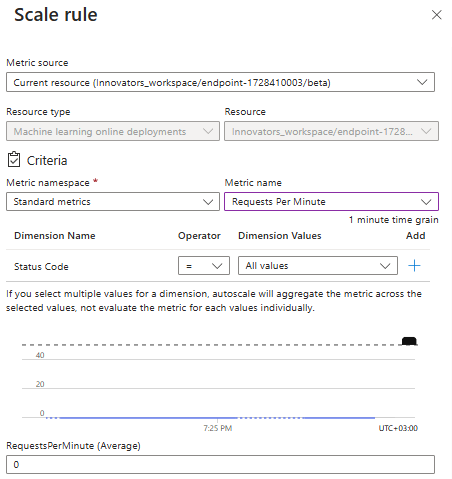 Scale rule
Metric source
Current resource (Innovators_workspace/endpoint-1728410003/beta)
Resource type
Resource
Machine learning online deployments
Innovators_workspace/endpoint-1728...
Criteria
Metric namespace *
Metric name
Standard metrics
Requests Per Minute
1 minute time grain
Dimension Name Operator Dimension Values Add
Status Code = All values +
If you select multiple values for a dimension, autoscale will aggregate the metric across the
selected values, not evaluate the metric for each values individually.
40
20
0
7:25 PM UTC+03:00
RequestsPerMinute (Average)
0